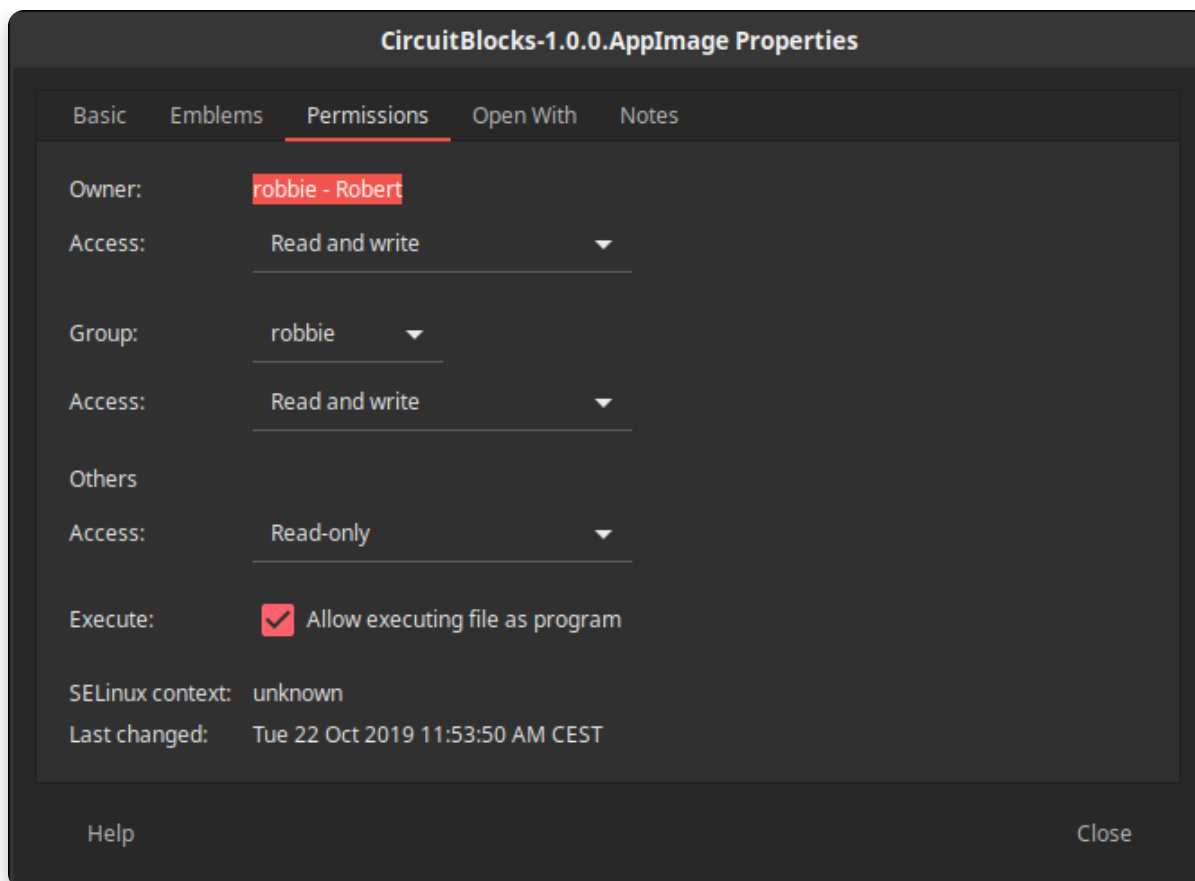 CircuitBlocks-1.0.0.AppImage Properties
Basic Emblems Permissions Open With Notes
Owner: robbie - Robert
Access: Read and write
Group: robbie
Access: Read and write
Others
Access: Read-only
Execute: Allow executing file as program
SELinux context: unknown
Last changed: Tue 22 Oct 2019 11:53:50 AM CEST
Help Close